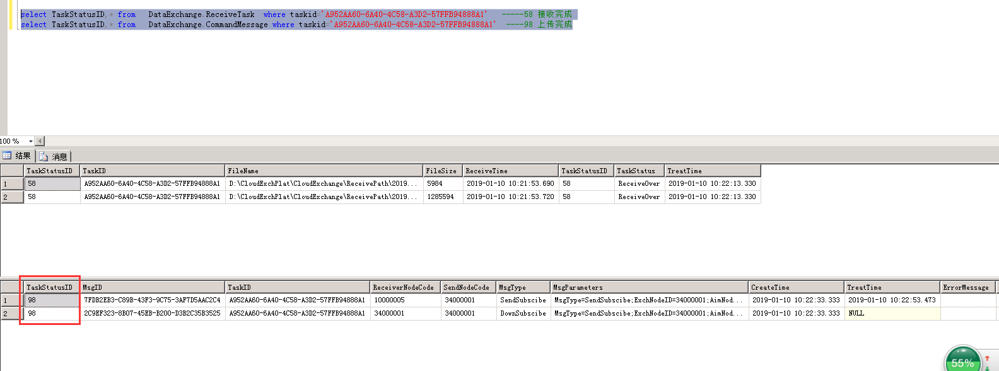 select TaskStatusID,* from DataExchange.ReceiveTask where taskid='A952AA60-6A40-4C58-A3D2-57FFB94888A1' -----58 接收完成
select TaskStatusID,* from DataExchange.CommandMessage where taskid='A952AA60-6A40-4C58-A3D2-57FFB94888A1' ----98 上传完成
100 %
结果 消息
TaskStatusID TaskID FileName FileSize ReceiveTime TaskStatusID TaskStatus TreatTime
1 58 A952AA60-6A40-4C58-A3D2-57FFB94888A1 D:\CloudExchPlat\CloudExchange\ReceivePath\2019... 5984 2019-01-10 10:21:53.690 58 ReceiveOver 2019-01-10 10:22:13.330
2 58 A952AA60-6A40-4C58-A3D2-57FFB94888A1 D:\CloudExchPlat\CloudExchange\ReceivePath\2019... 1285594 2019-01-10 10:21:53.720 58 ReceiveOver 2019-01-10 10:22:13.330
TaskStatusID MsgID TaskID ReceiverNodeCode SendNodeCode MsgType MsgParameters CreateTime TreatTime ErrorMessage
1 98 7FDB2EB3-C89B-43F3-9C75-3AF7D5AAC2C4 A952AA60-6A40-4C58-A3D2-57FFB94888A1 10000005 34000001 SendSubscibe MsgType=SendSubscibe;ExchNodeID=34000001;AimNod... 2019-01-10 10:22:33.333 2019-01-10 10:22:53.473
2 98 2C9EF323-8B07-45EB-B200-D3B2C35B3525 A952AA60-6A40-4C58-A3D2-57FFB94888A1 34000001 34000001 DownSubscibe MsgType=SendSubscibe;ExchNodeID=34000001;AimNod... 2019-01-10 10:22:33.333 NULL
55%